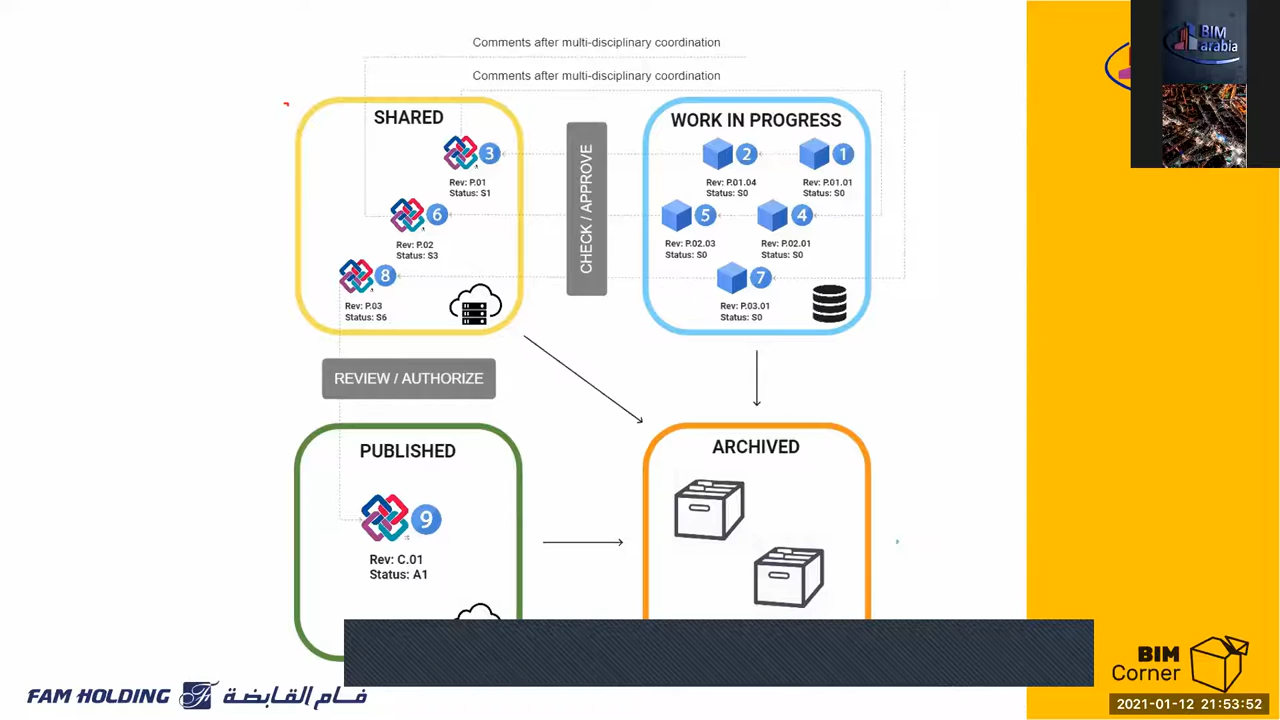 Comments after multi-disciplinary coordination
Comments after multi-disciplinary coordination
SHARED
3
Rev: P.01
Status: S1
6
Rev: P.02
Status: S3
8
Rev: P.03
Status: S6
CHECK / APPROVE
WORK IN PROGRESS
2
1
Rev: P.01.04
Status: S0
Rev: P.01.01
Status: S0
5
4
Rev: P.02.03
Status: S0
Rev: P.02.01
Status: S0
7
Rev: P.03.01
Status: S0
REVIEW / AUTHORIZE
PUBLISHED
9
Rev: C.01
Status: A1
ARCHIVED
BIM
arabia
FAM HOLDING
فام القابضة
BIM
Corner
2021-01-12 21:53:52